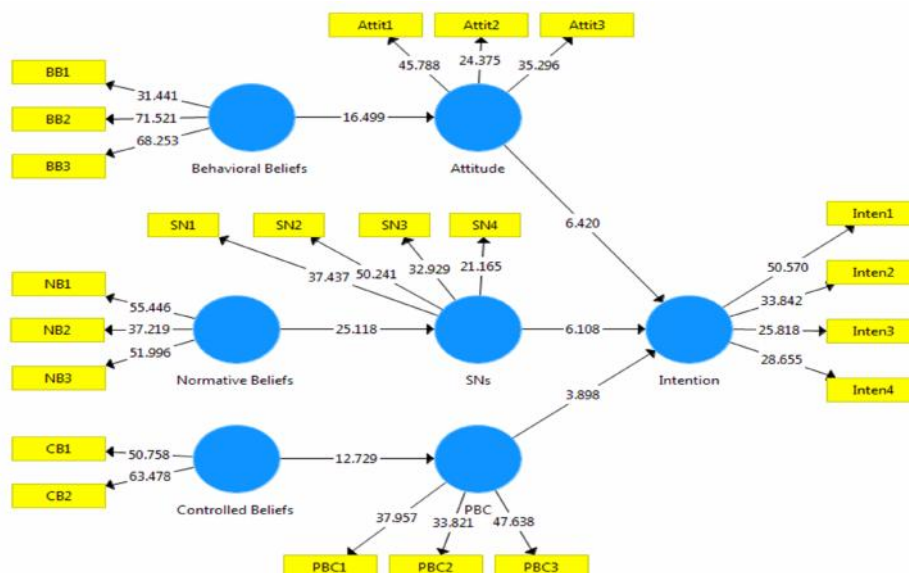 Attit1
Attit2
Attit3
45.788
24.375
35.296
BB1
BB2
BB3
31.441
71.521
68.253
16.499
Behavioral Beliefs
Attitude
6.420
SN1
SN2
SN3
SN4
37.437
50.241
32.929
21.165
NB1
NB2
NB3
55.446
37.219
51.996
25.118
6.108
Normative Beliefs
SNs
Intention
Inten1
Inten2
Inten3
Inten4
50.570
33.842
25.818
28.655
3.898
CB1
CB2
50.758
63.478
12.729
Controlled Beliefs
PBC
37.957
33.821
47.638
PBC1
PBC2
PBC3